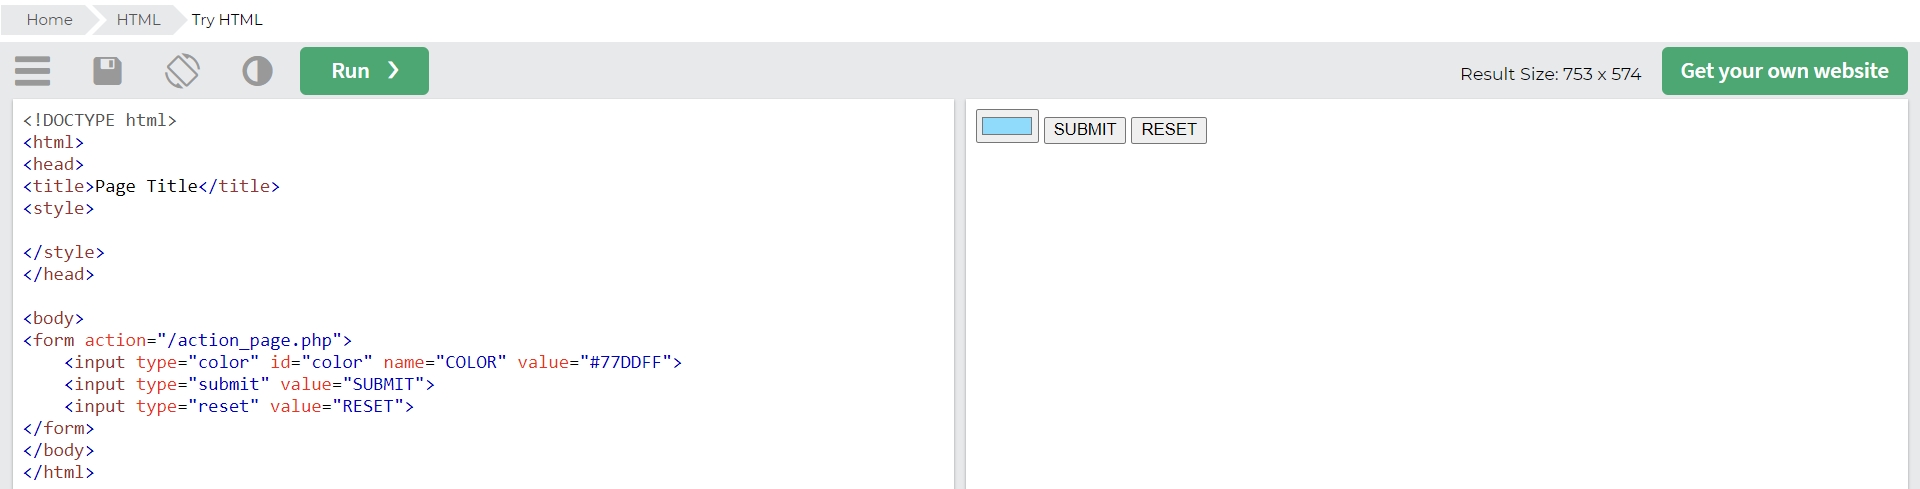 Home HTML Try HTML
Run ❯ Result Size: 753 x 574 Get your own website
<!DOCTYPE html>
<html>
<head>
<title>Page Title</title>
<style>
</style>
</head>
<body>
<form action="/action_page.php">
    <input type="color" id="color" name="COLOR" value="#77DDFF">
    <input type="submit" value="SUBMIT">
    <input type="reset" value="RESET">
</form>
</body>
</html>
SUBMIT RESET